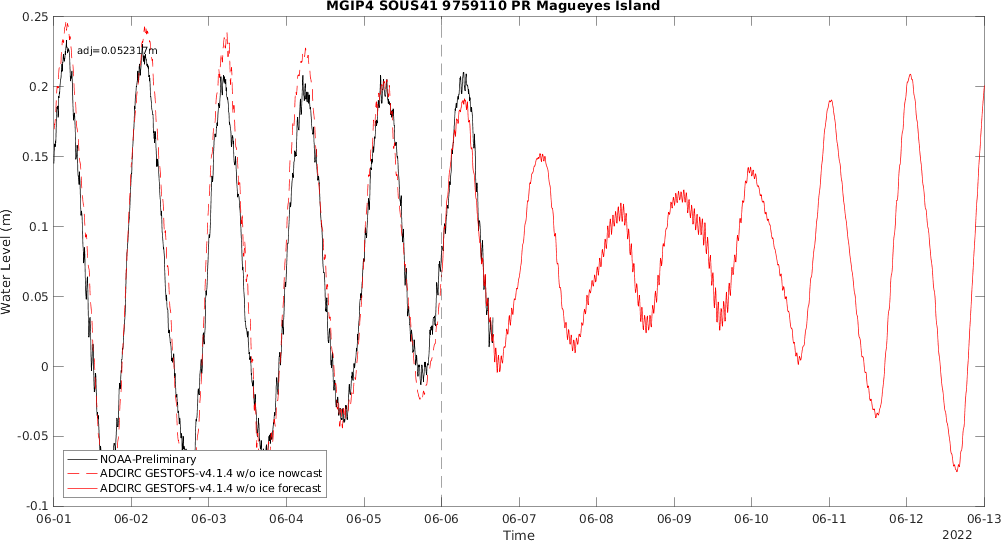 MGIP4 SOUS41 9759110 PR Magueyes Island
0.25
0.2
0.15
0.1
0.05
0
-0.05
-0.1
Water Level (m)
adj=0.052317m
NOAA-Preliminary
ADCIRC GESTOFS-v4.1.4 w/o ice nowcast
ADCIRC GESTOFS-v4.1.4 w/o ice forecast
06-01 06-02 06-03 06-04 06-05 06-06 06-07 06-08 06-09 06-10 06-11 06-12 06-13
Time
2022